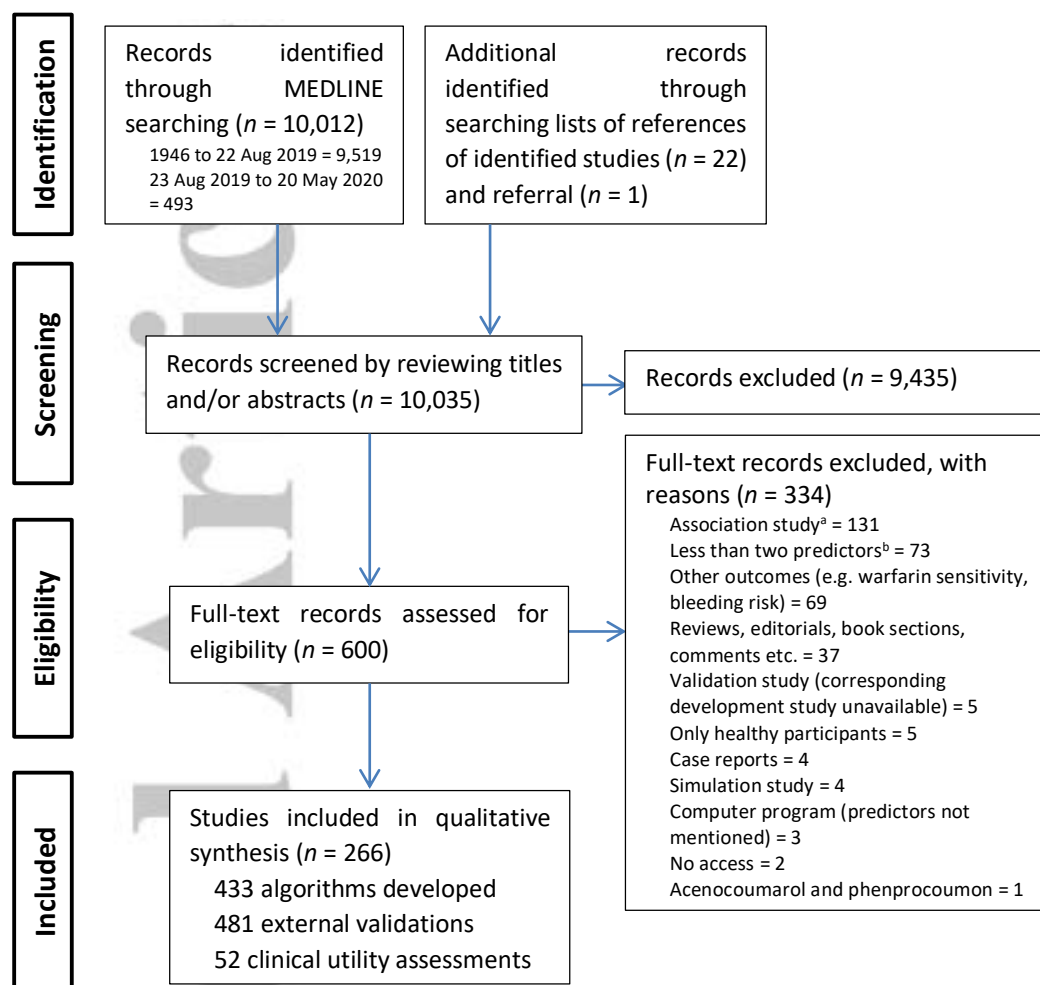 Identification
Records identified
through MEDLINE
searching (n = 10,012)
1946 to 22 Aug 2019 = 9,519
23 Aug 2019 to 20 May 2020
= 493
Additional records
identified through
searching lists of references
of identified studies (n = 22)
and referral (n = 1)
Screening
Records screened by reviewing titles
and/or abstracts (n = 10,035)
Records excluded (n = 9,435)
Eligibility
Full-text records assessed for
eligibility (n = 600)
Full-text records excluded, with
reasons (n = 334)
Association studyᵃ = 131
Less than two predictorsᵇ = 73
Other outcomes (e.g. warfarin sensitivity,
bleeding risk) = 69
Reviews, editorials, book sections,
comments etc. = 37
Validation study (corresponding
development study unavailable) = 5
Only healthy participants = 5
Case reports = 4
Simulation study = 4
Computer program (predictors not
mentioned) = 3
No access = 2
Acenocoumarol and phenprocoumon = 1
Included
Studies included in qualitative
synthesis (n = 266)
433 algorithms developed
481 external validations
52 clinical utility assessments